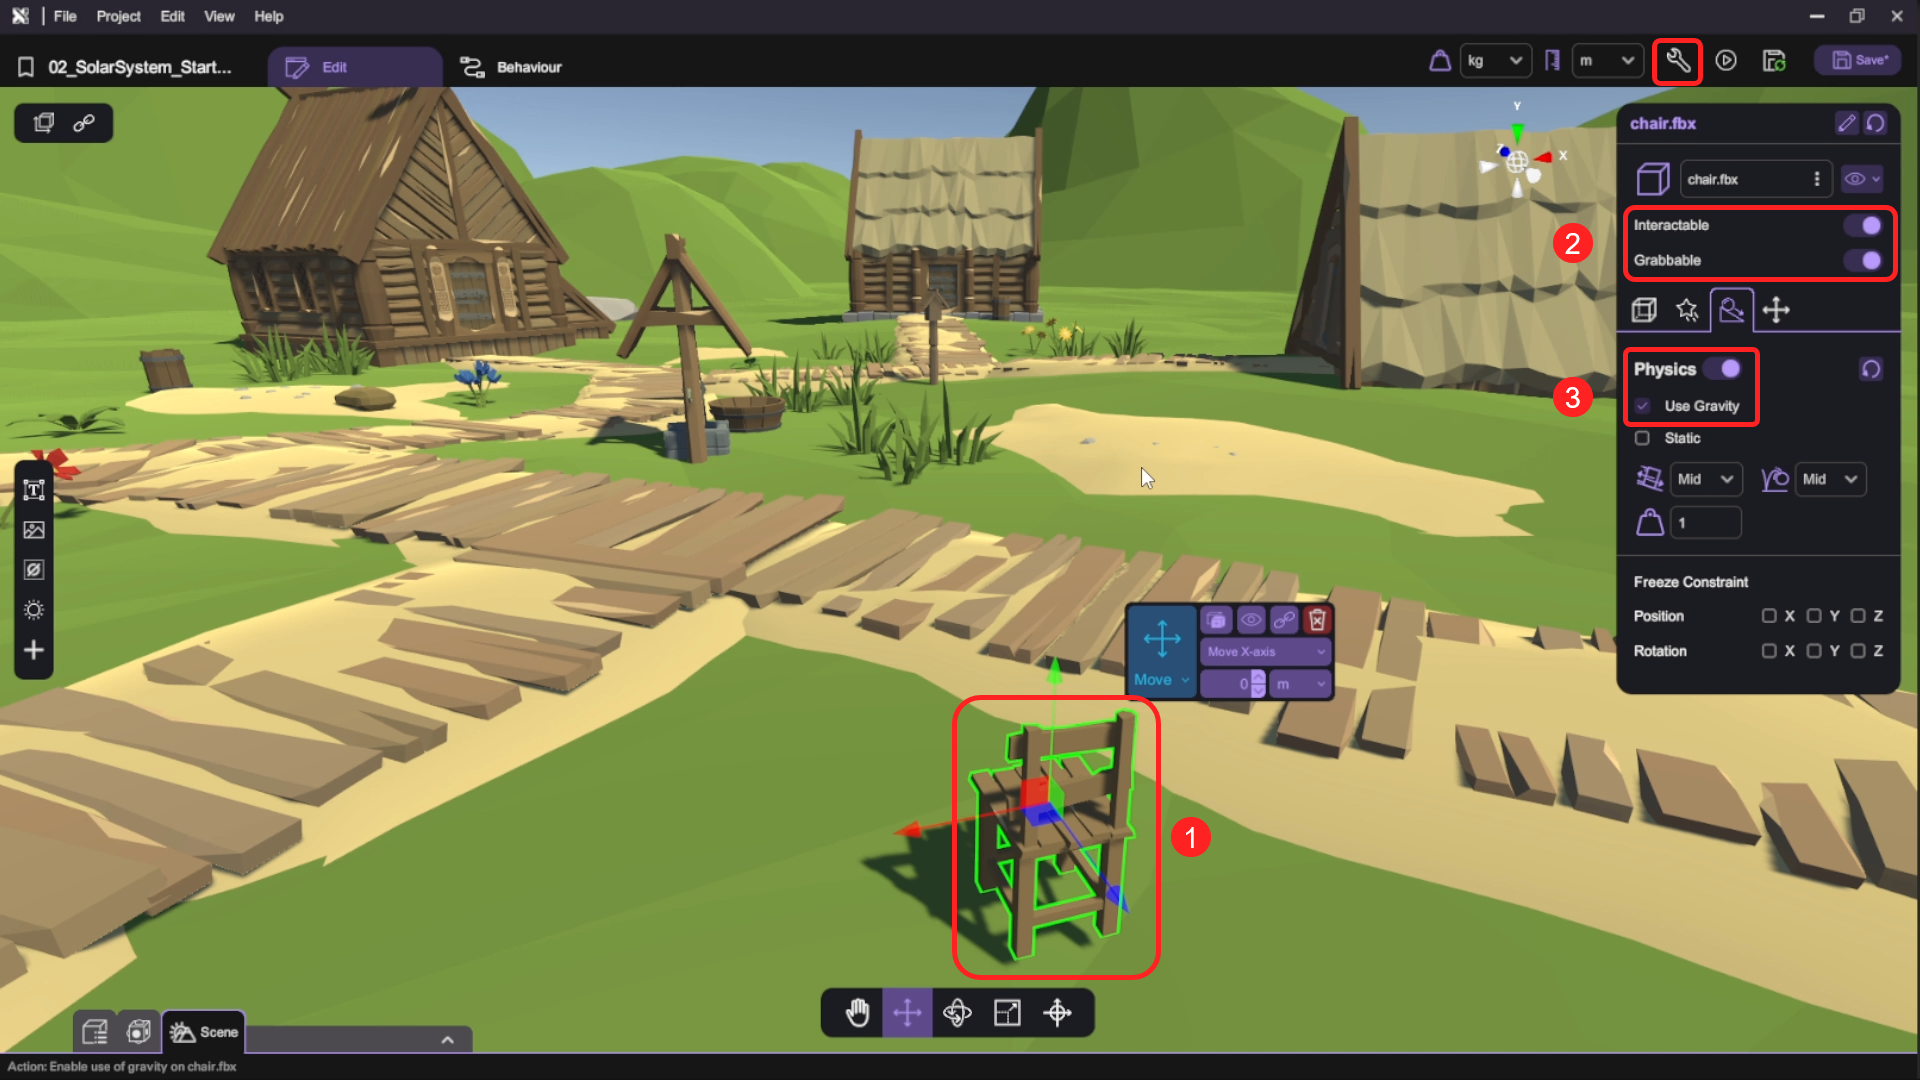 File Project Edit View Help
02_SolarSystem_Start... Edit Behaviour kg m Save*
Y
Z X
chair.fbx
chair.fbx
Interactable
2
Grabbable
Physics
3
Use Gravity
Static
Mid Mid
1
Freeze Constraint
Position X Y Z
Rotation X Y Z
T
Move X-axis
Move 0 m
1
Scene
Action: Enable use of gravity on chair.fbx